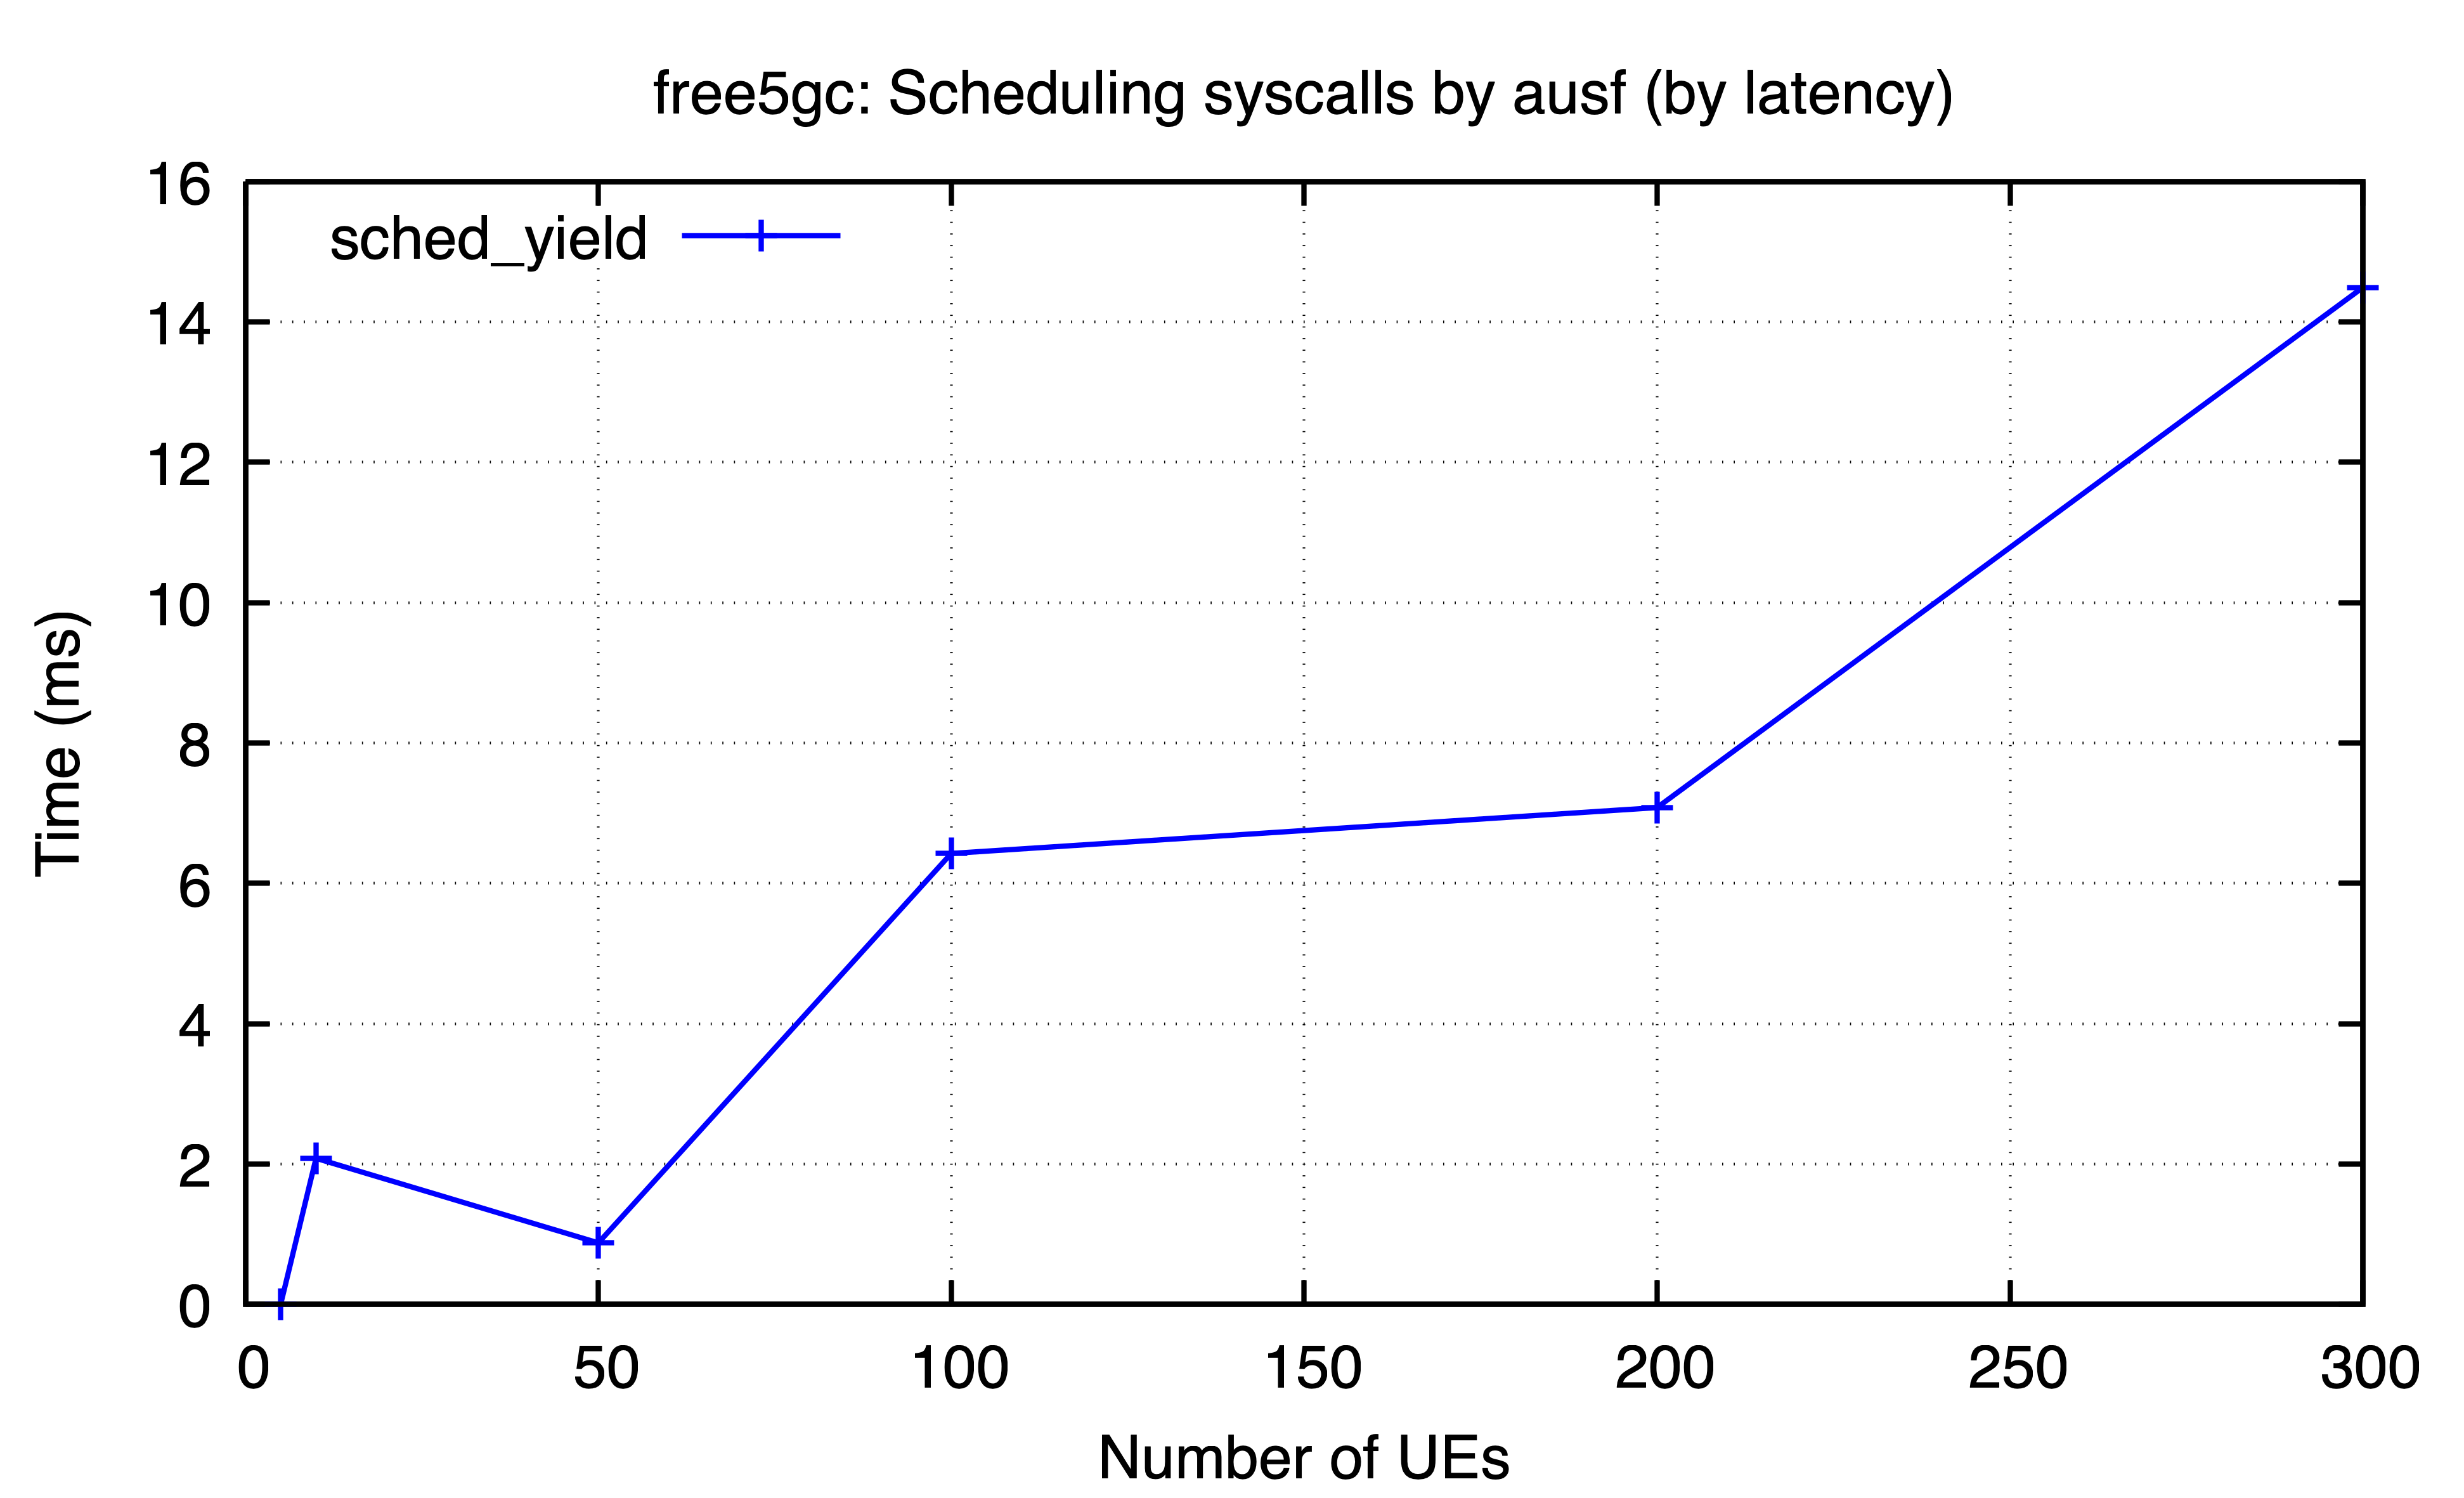 free5gc: Scheduling syscalls by ausf (by latency)
sched_yield
16
14
12
10
8
6
4
2
0
Time (ms)
0 50 100 150 200 250 300
Number of UEs